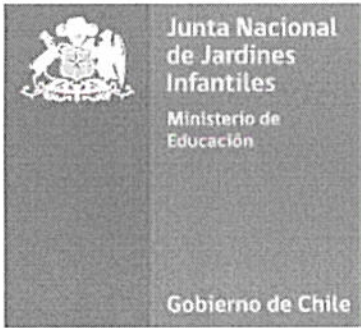 Junta Nacional
de Jardines
Infantiles
Ministerio de
Educación
Gobierno de Chile